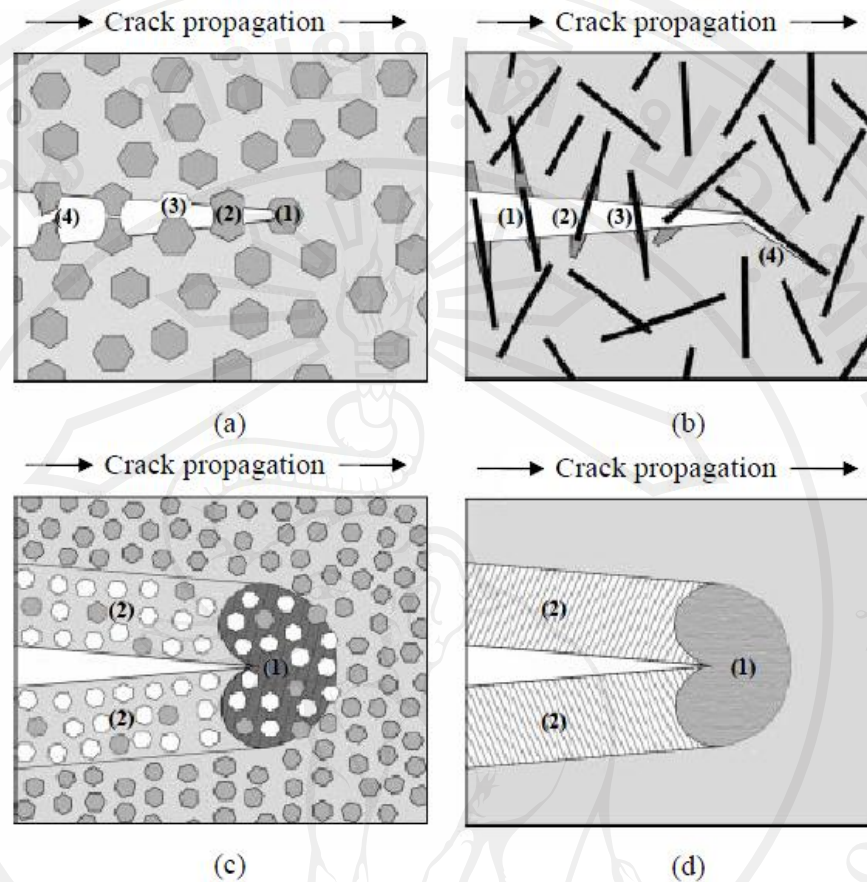 → Crack propagation →
→ Crack propagation →
(4) (3) (2) (1)
(1) (2) (3) (4)
(a)
(b)
→ Crack propagation →
→ Crack propagation →
(2) (1) (2)
(2) (1) (2)
(c)
(d)